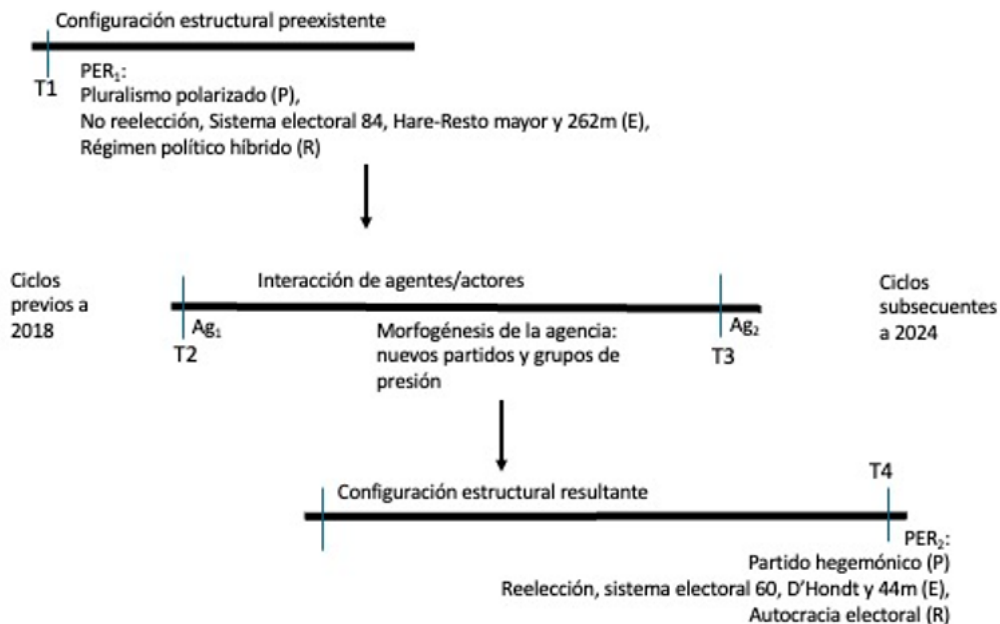 Configuración estructural preexistente
T1
PER₁:
Pluralismo polarizado (P),
No reelección, Sistema electoral 84, Hare-Resto mayor y 262m (E),
Régimen político híbrido (R)
Ciclos
previos a
2018
Interacción de agentes/actores
Ag₁
T2
Morfogénesis de la agencia:
nuevos partidos y grupos de
presión
Ag₂
T3
Ciclos
subsecuentes
a 2024
T4
Configuración estructural resultante
PER₂:
Partido hegemónico (P)
Reelección, sistema electoral 60, D'Hondt y 44m (E),
Autocracia electoral (R)